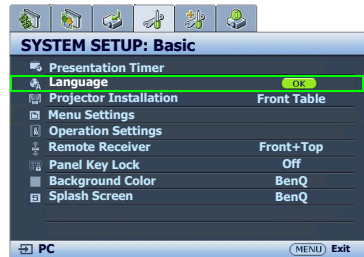 SYSTEM SETUP: Basic
Presentation Timer
Language OK
Projector Installation Front Table
Menu Settings
Operation Settings
Remote Receiver Front+Top
Panel Key Lock Off
Background Color BenQ
Splash Screen BenQ
PC MENU Exit